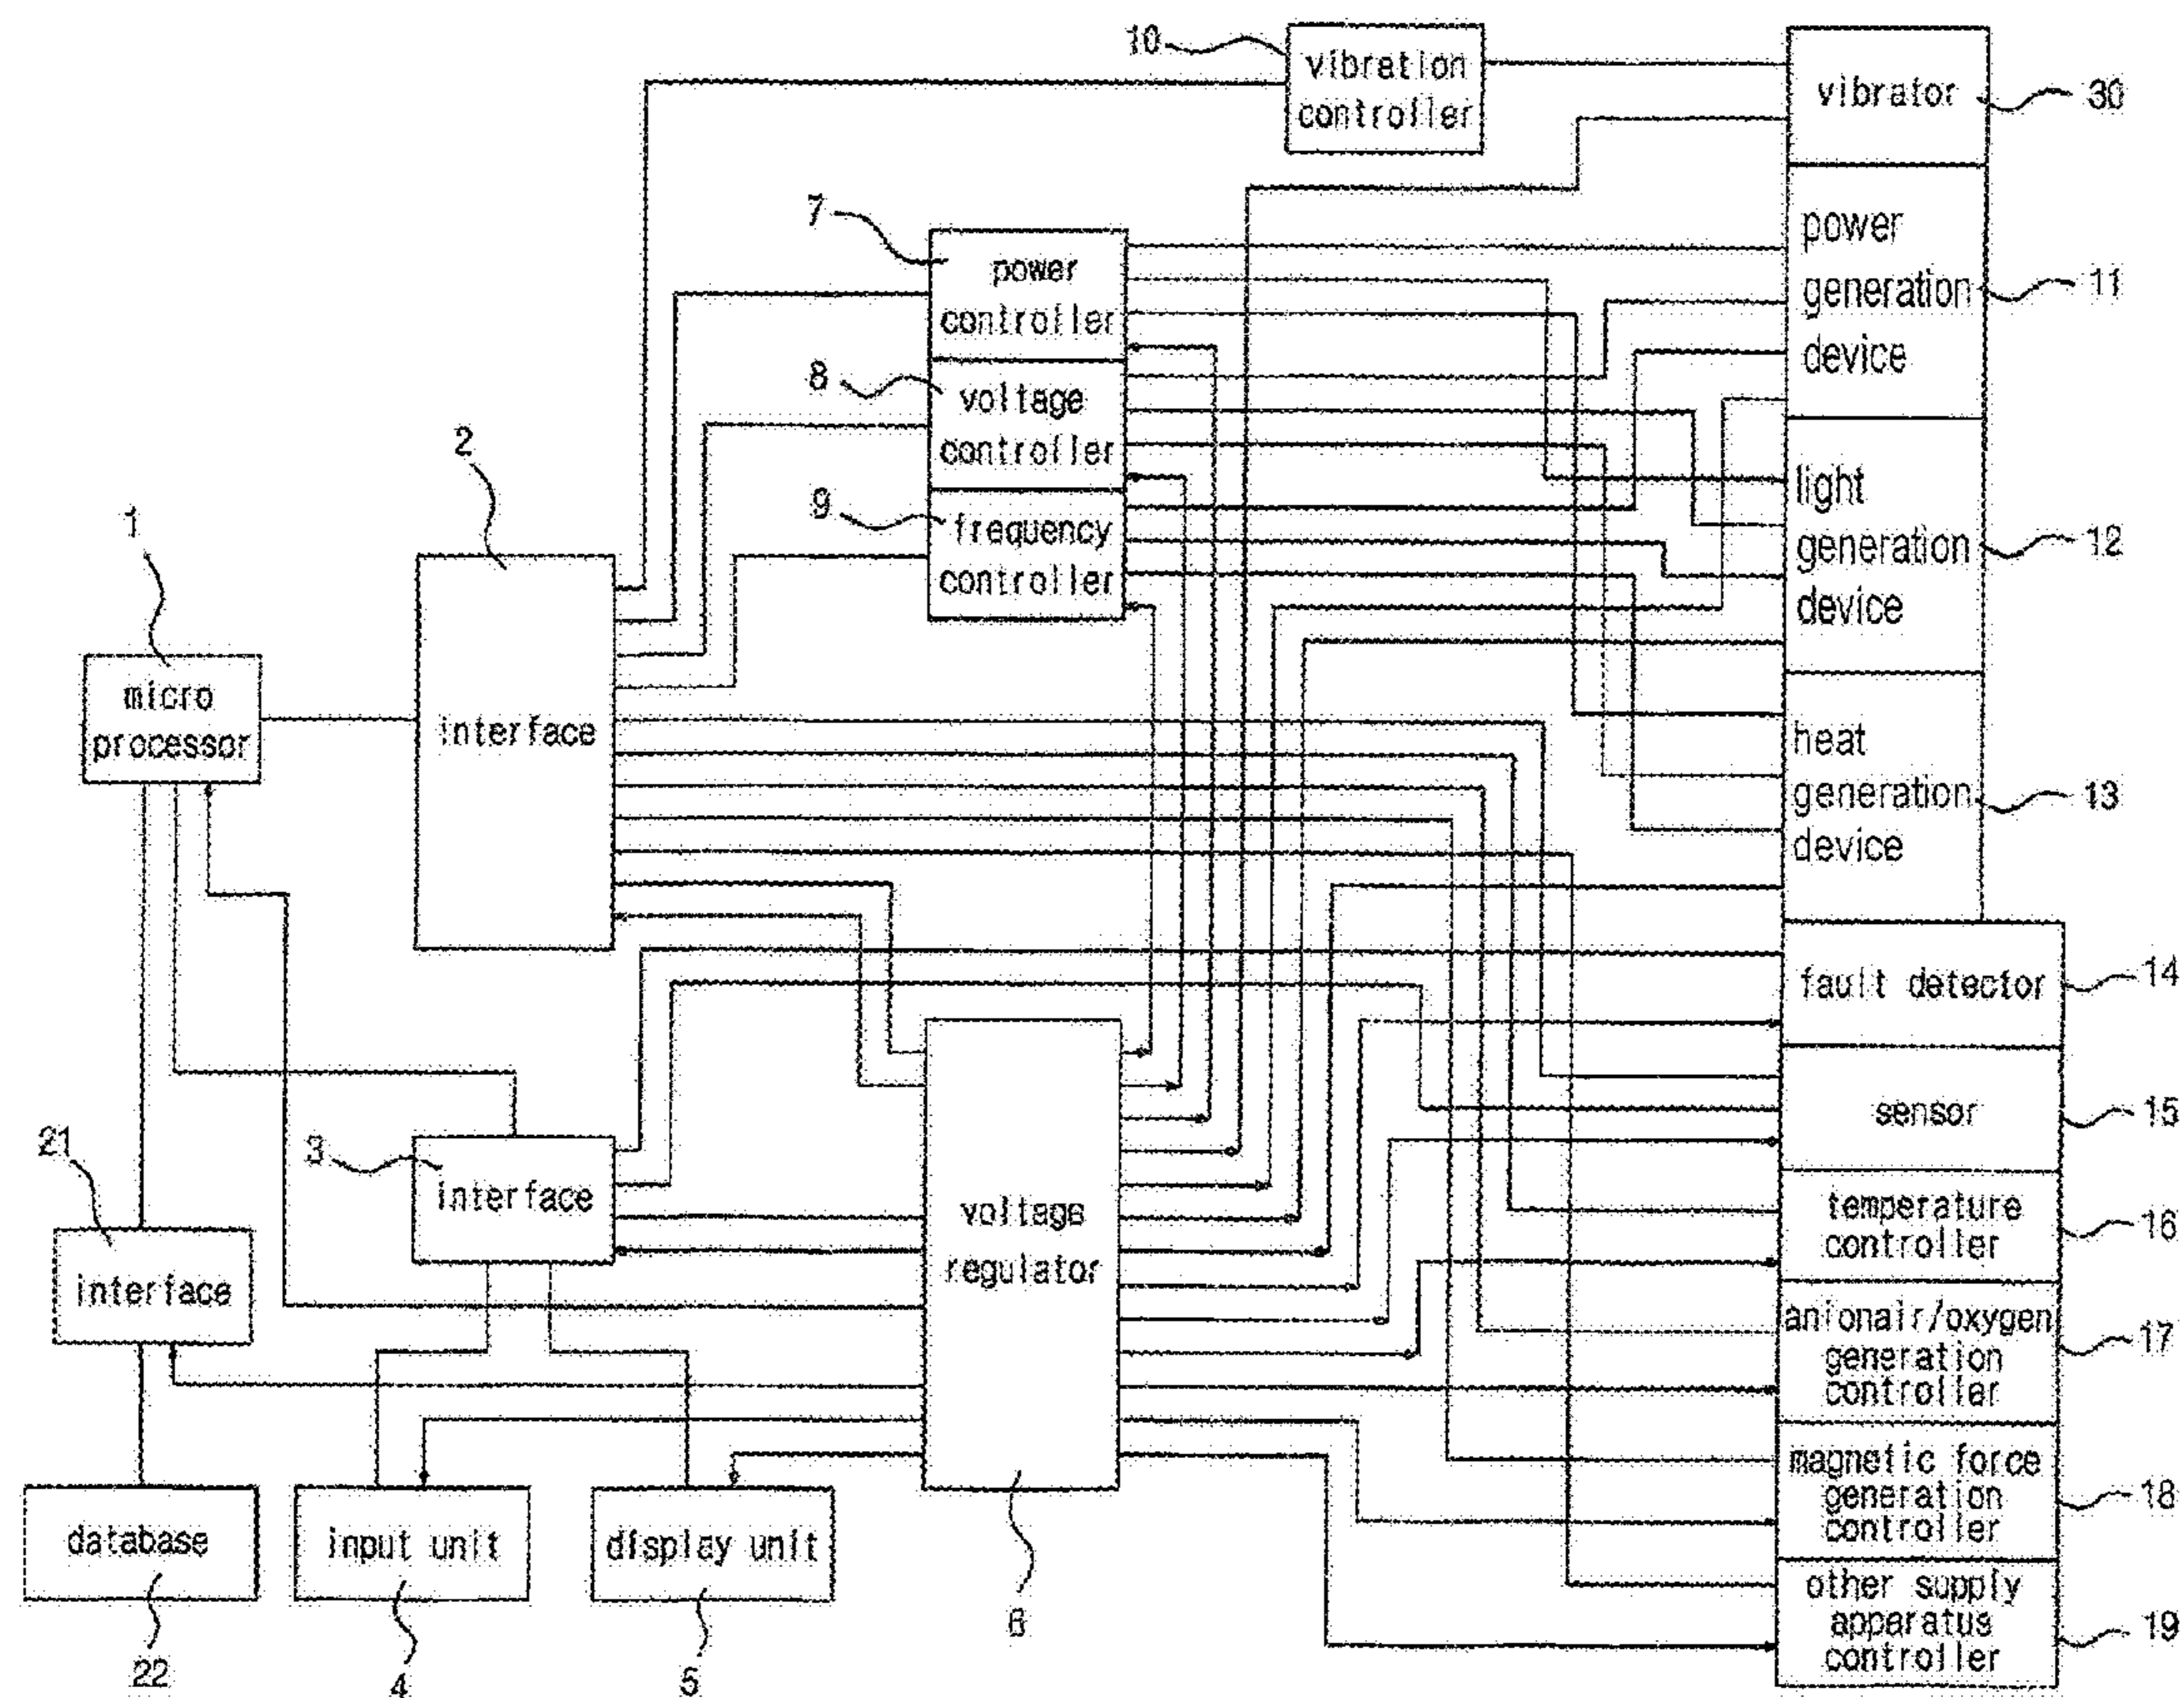 10
vibration
controller
vibrator
30
7
power
controller
power
generation
device
11
8
voltage
controller
9
frequency
controller
light
generation
device
12
2
interface
1
micro
processor
heat
generation
device
13
fault detector
14
sensor
15
3
interface
21
interface
voltage
regulator
6
temperature
controller
16
anionair/oxygen
generation
controller
17
magnetic force
generation
controller
18
other supply
apparatus
controller
19
database
22
input unit
4
display unit
5